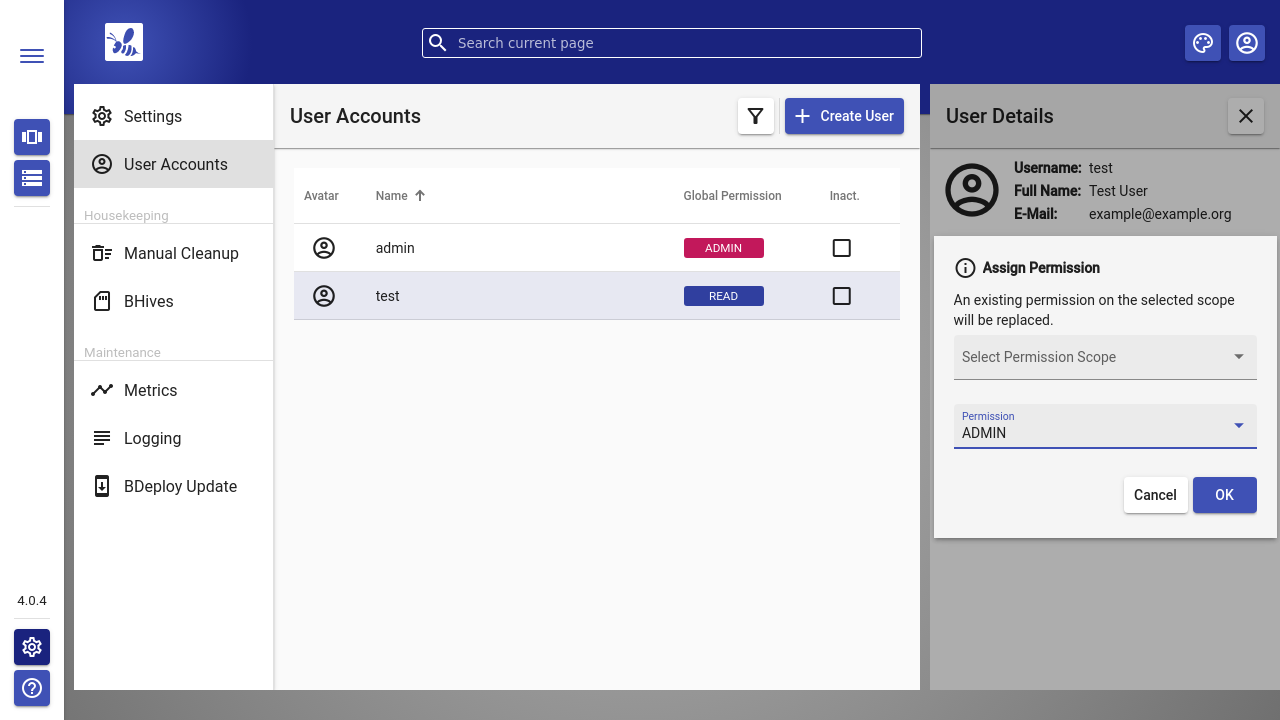 Search current page
4.0.4
Settings
User Accounts
Housekeeping
Manual Cleanup
BHives
Maintenance
Metrics
Logging
BDeploy Update
User Accounts
Create User
Avatar Name Global Permission Inact.
admin ADMIN
test READ
User Details
Username: test
Full Name: Test User
E-Mail: example@example.org
Assign Permission
An existing permission on the selected scope
will be replaced.
Select Permission Scope
Permission
ADMIN
Cancel OK